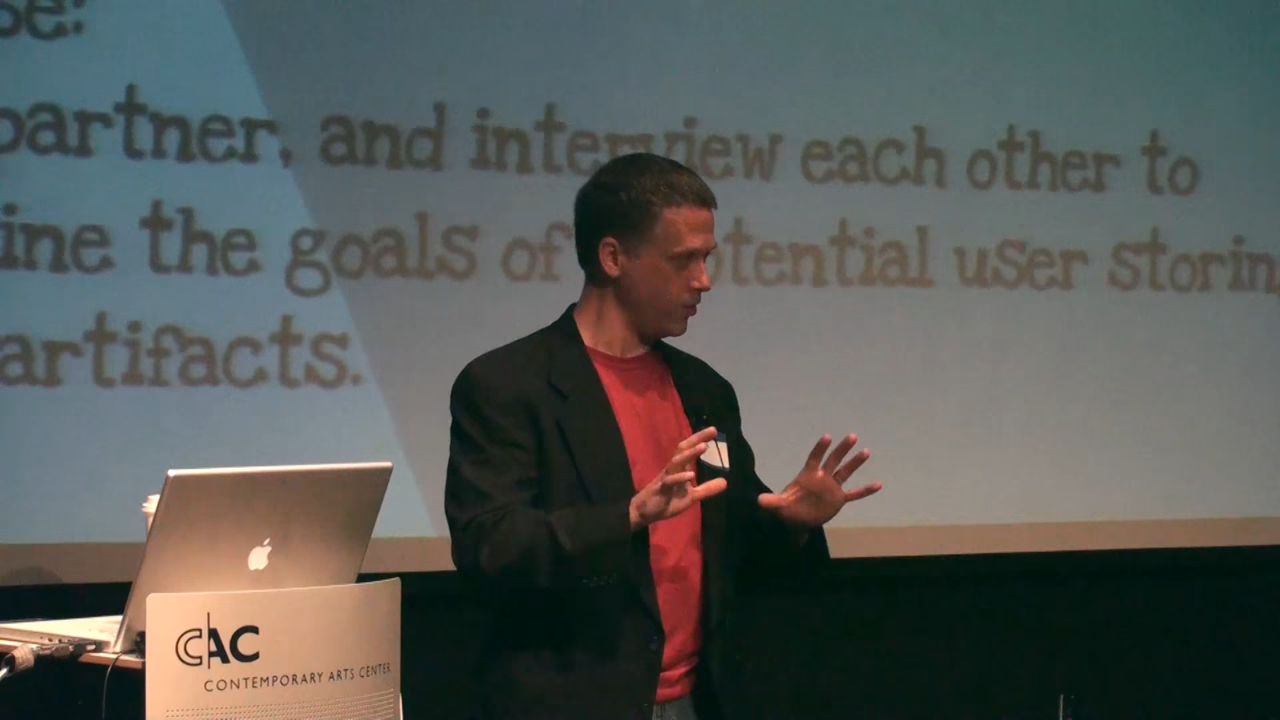 se:
partner, and interview each other to
ine the goals of potential user storin
artifacts.
CAC
CONTEMPORARY ARTS CENTER